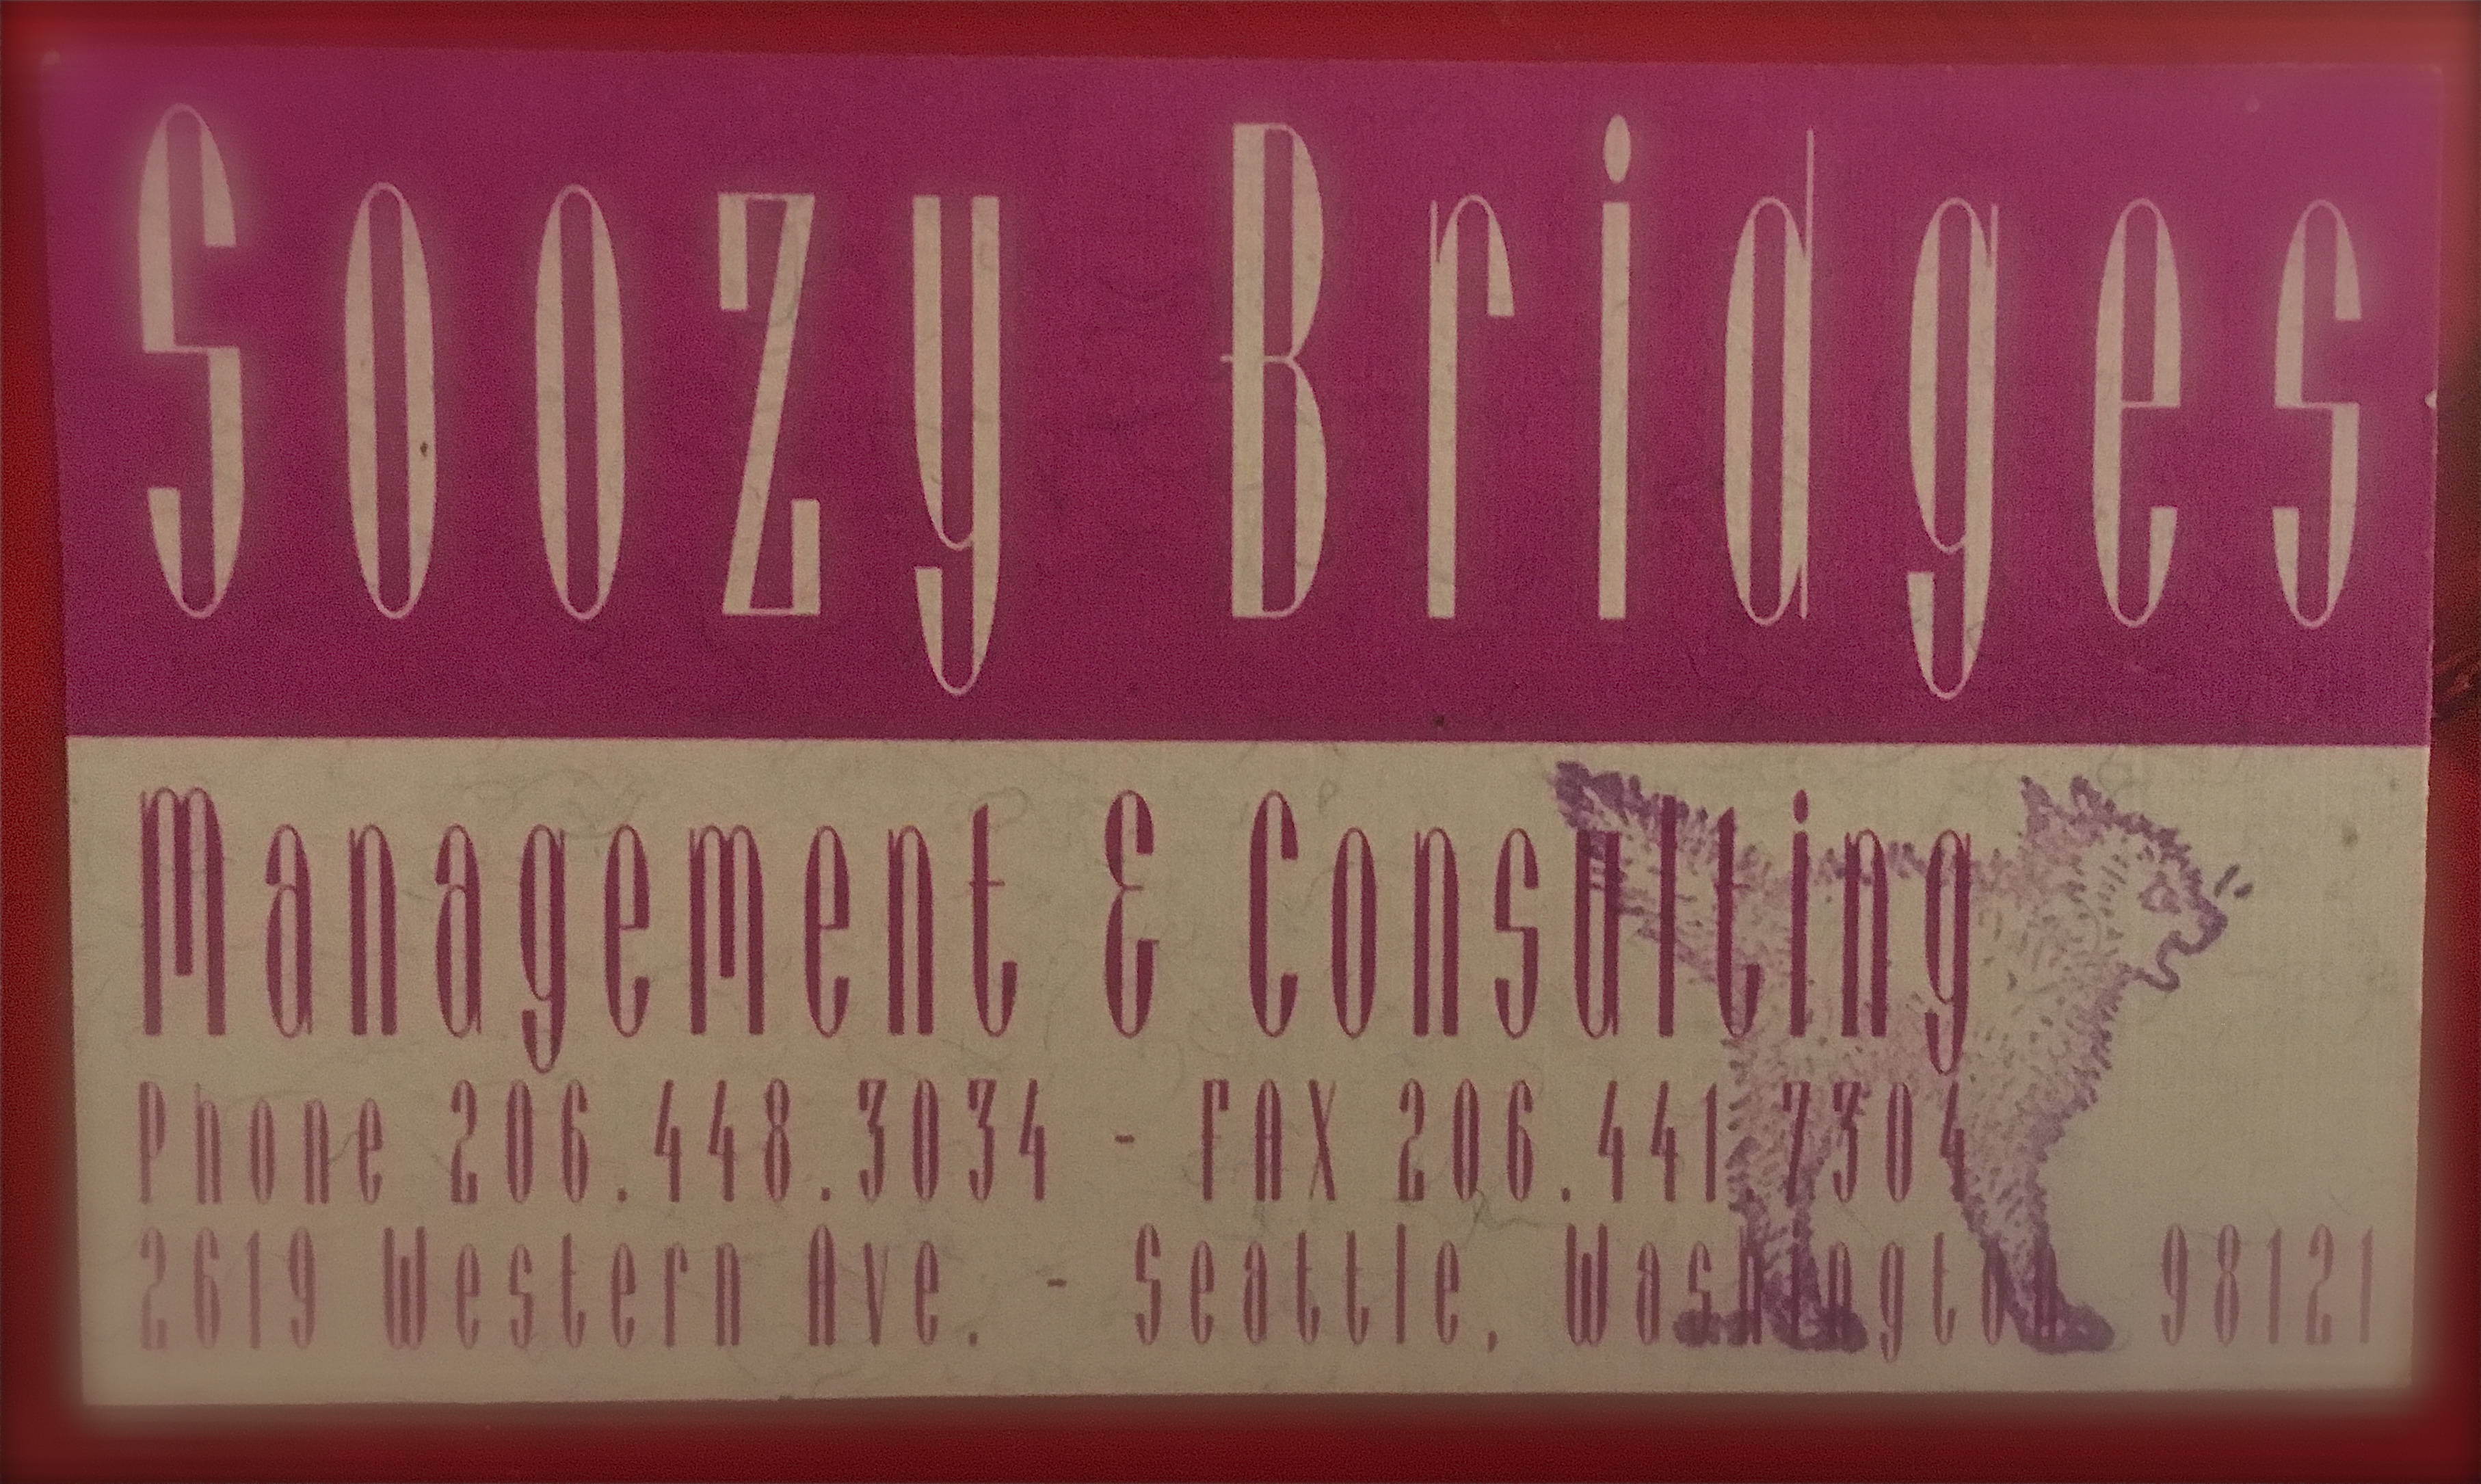 Soozy Bridges
Management & Consulting
Phone 206.448.3034 - FAX 206.441.7304
2619 Western Ave. - Seattle, Washington 98121